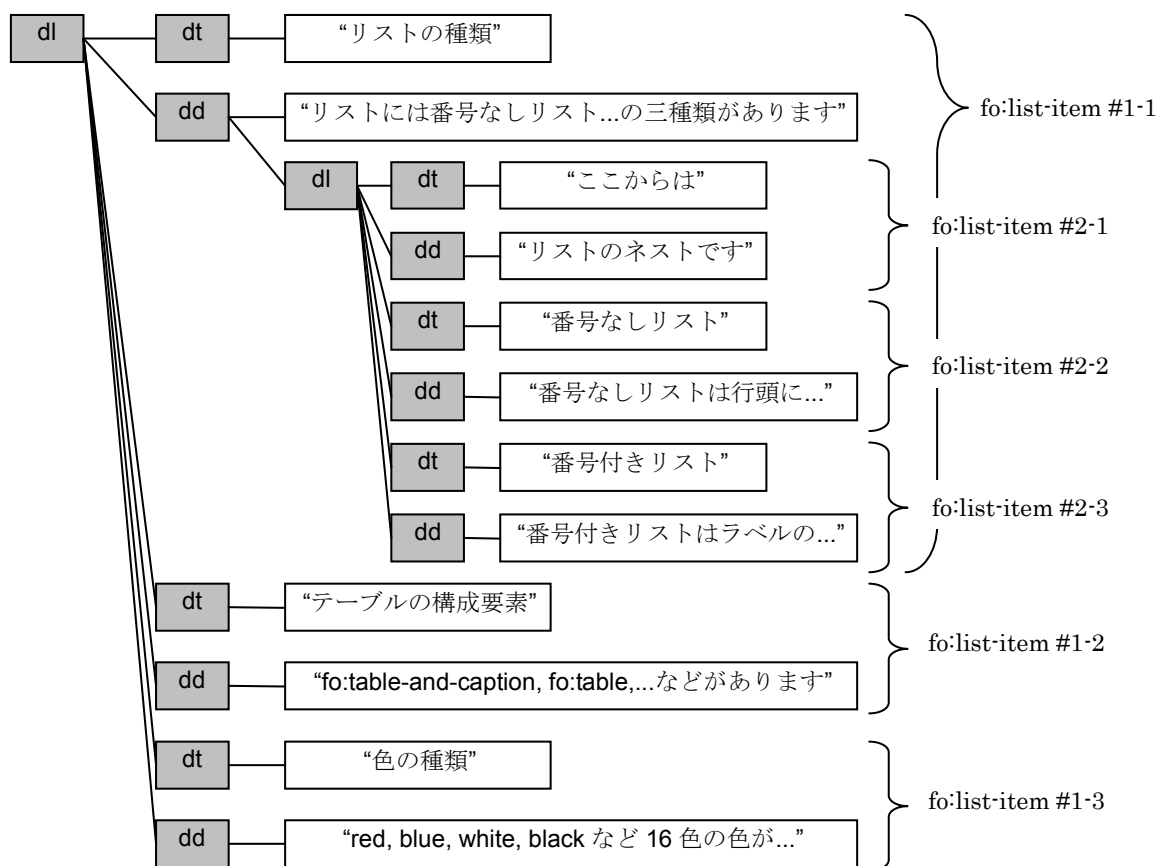 dl dt “リストの種類”
dd “リストには番号なしリスト...の三種類があります” fo:list-item #1-1
dl dt “ここからは”
fo:list-item #2-1
dd “リストのネストです”
dt “番号なしリスト”
fo:list-item #2-2
dd “番号なしリストは行頭に...”
dt “番号付きリスト”
fo:list-item #2-3
dd “番号付きリストはラベルの...”
dt “テーブルの構成要素”
fo:list-item #1-2
dd “fo:table-and-caption, fo:table,...などがあります”
dt “色の種類”
fo:list-item #1-3
dd “red, blue, white, black など 16 色の色が...”